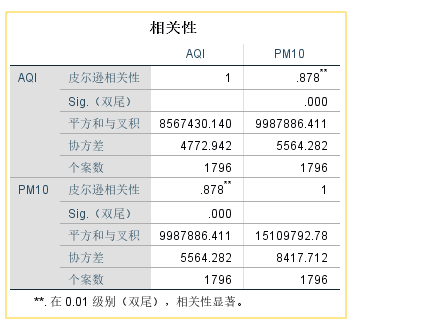 相关性
AQI PM10
AQI 皮尔逊相关性 1 .878**
Sig.（双尾） .000
平方和与叉积 8567430.140 9987886.411
协方差 4772.942 5564.282
个案数 1796 1796
PM10 皮尔逊相关性 .878** 1
Sig.（双尾） .000
平方和与叉积 9987886.411 15109792.78
协方差 5564.282 8417.712
个案数 1796 1796
**. 在 0.01 级别（双尾），相关性显著。